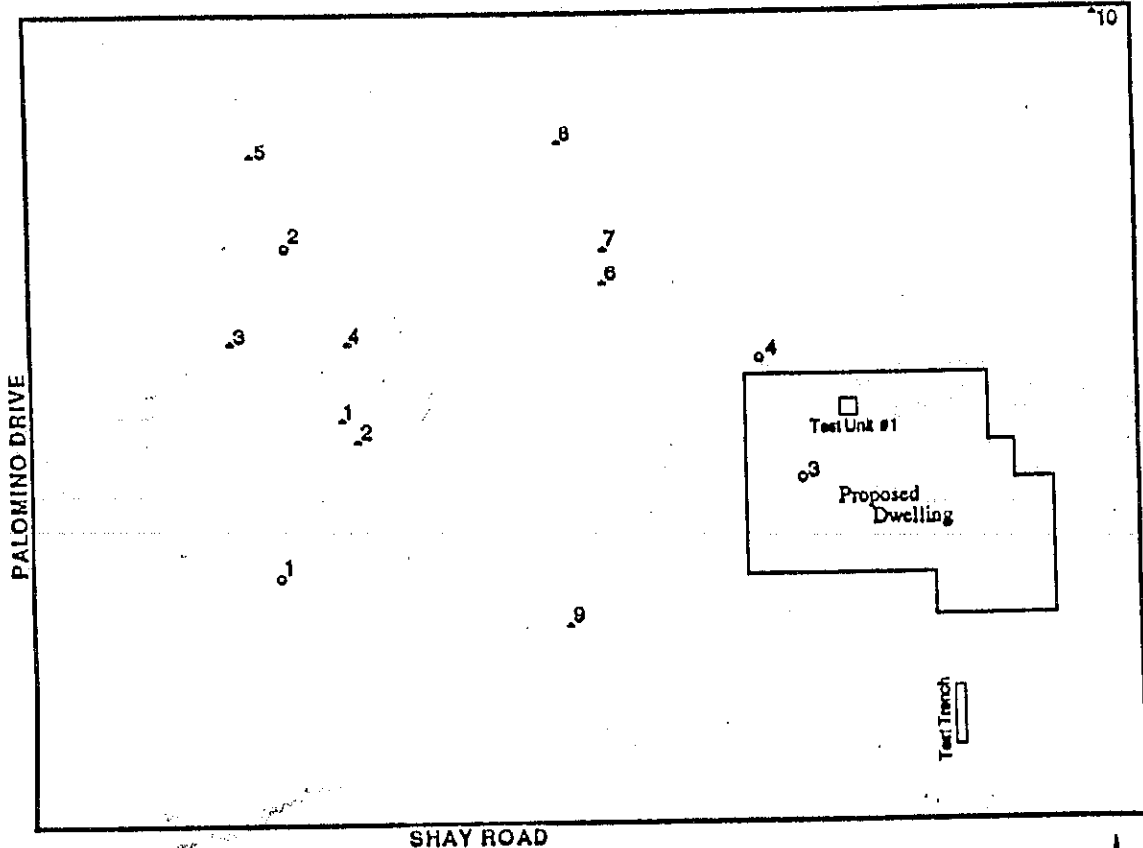 10
8
5
2
7
6
3
4
4
1
Test Unit #1
2
3
Proposed
Dwelling
PALOMINO DRIVE
1
9
Test Trench
SHAY ROAD